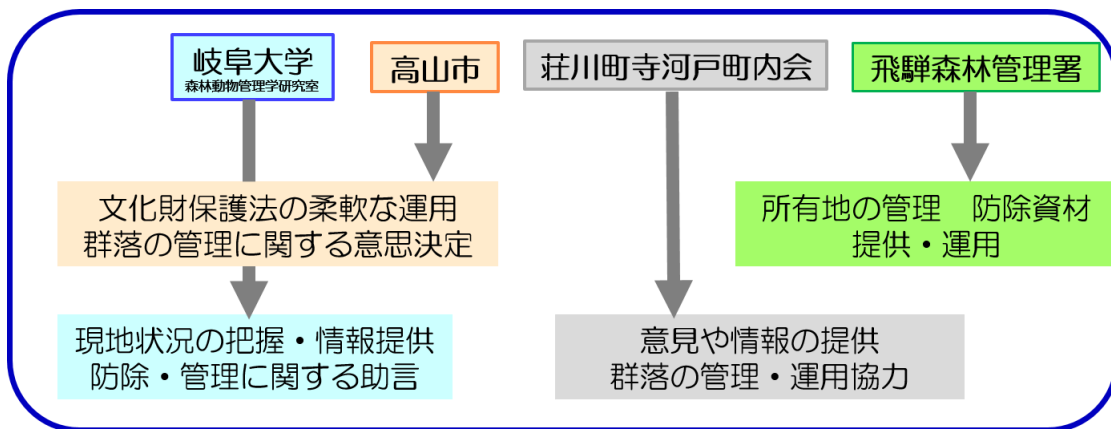 岐阜大学
森林動物管理学研究室
高山市
荘川町寺河戸町内会
飛騨森林管理署
文化財保護法の柔軟な運用
群落の管理に関する意思決定
所有地の管理　防除資材
提供・運用
現地状況の把握・情報提供
防除・管理に関する助言
意見や情報の提供
群落の管理・運用協力